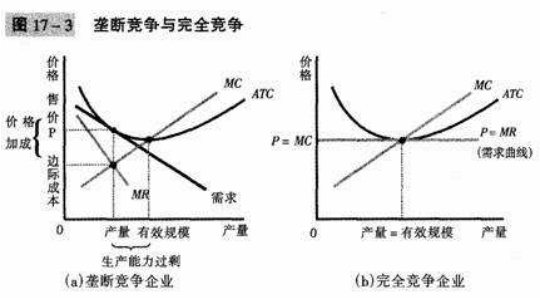 图 17-3 垄断竞争与完全竞争
价格
售价P
价格加成
边际成本
MC
ATC
MR
需求
0
产量
有效规模
产量
生产能力过剩
(a)垄断竞争企业
价格
MC
ATC
P = MC
P = MR
(需求曲线)
0
产量 = 有效规模
产量
(b)完全竞争企业